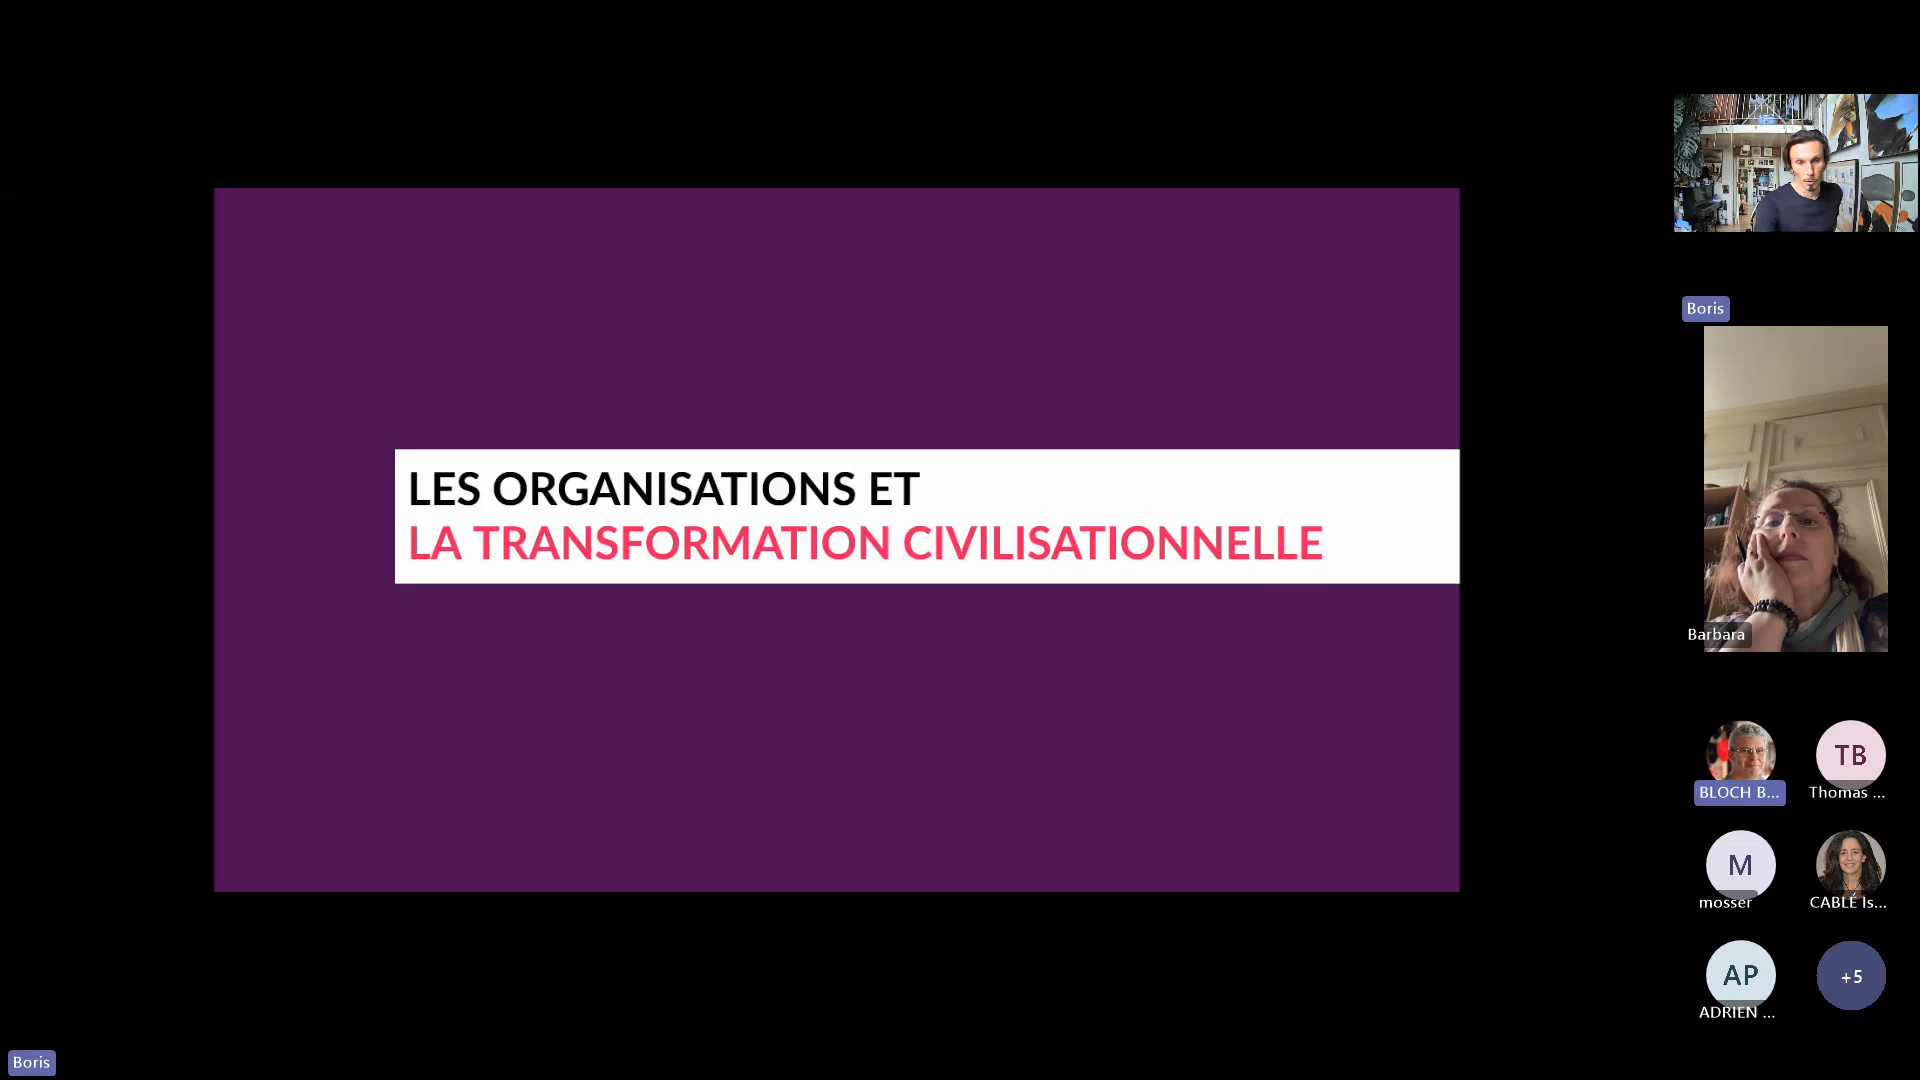 LES ORGANISATIONS ET
LA TRANSFORMATION CIVILISATIONNELLE
Boris
Barbara
BLOCH B...
TB
Thomas ...
M
mosser
CABLÉ Is...
AP
ADRIEN ...
+5
Boris